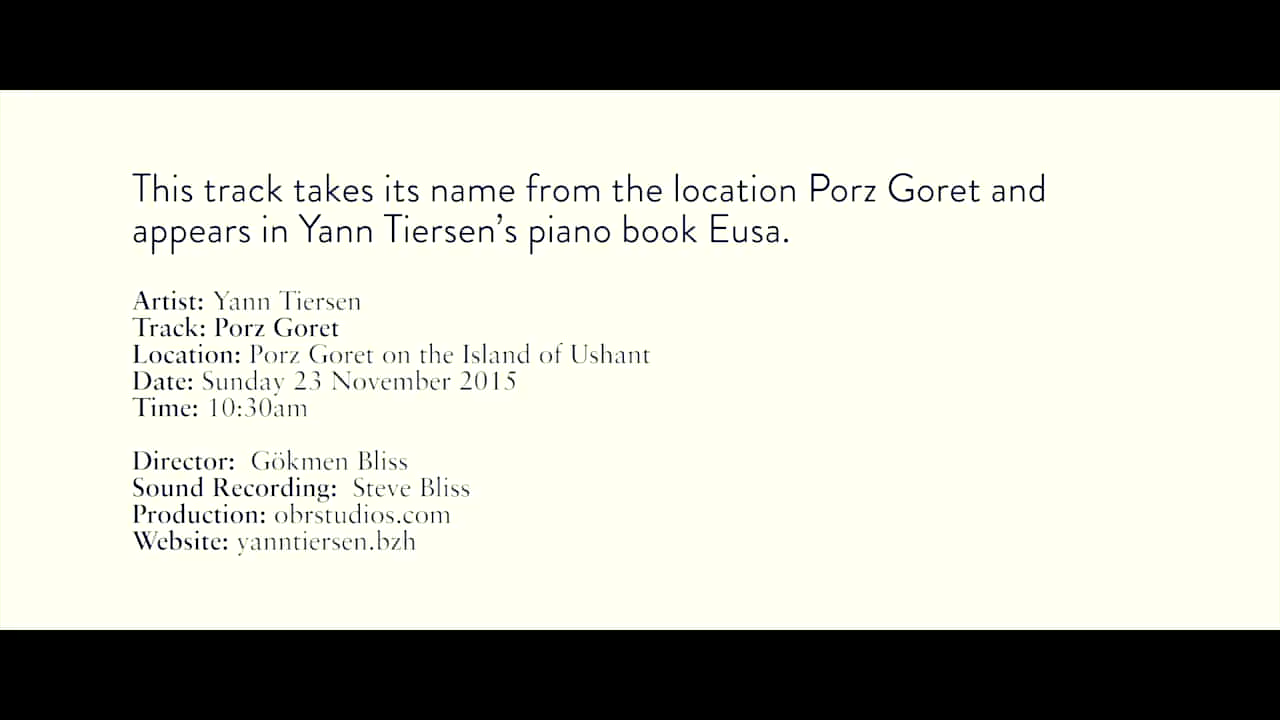 This track takes its name from the location Porz Goret and
appears in Yann Tiersen's piano book Eusa.
Artist: Yann Tiersen
Track: Porz Goret
Location: Porz Goret on the Island of Ushant
Date: Sunday 23 November 2015
Time: 10:30am
Director: Gökmen Bliss
Sound Recording: Steve Bliss
Production: obrstudios.com
Website: yanntiersen.bzh